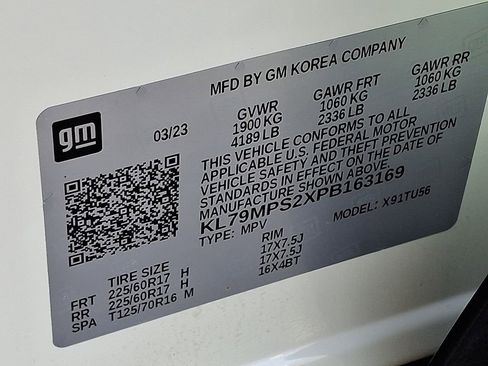 MFD BY GM KOREA COMPANY
gm
03/23
GVWR GAWR FRT GAWR RR
1900 KG 1060 KG 1060 KG
4189 LB 2336 LB 2336 LB
THIS VEHICLE CONFORMS TO ALL
APPLICABLE U.S. FEDERAL MOTOR
VEHICLE SAFETY AND THEFT PREVENTION
STANDARDS IN EFFECT ON THE DATE OF
MANUFACTURE SHOWN ABOVE
KL79MPS2XPB163169
TYPE: MPV MODEL: X91TU56
TIRE SIZE RIM
FRT 225/60R17 H 17X7.5J
RR 225/60R17 H 17X7.5J
SPA T125/70R16 M 16X4BT